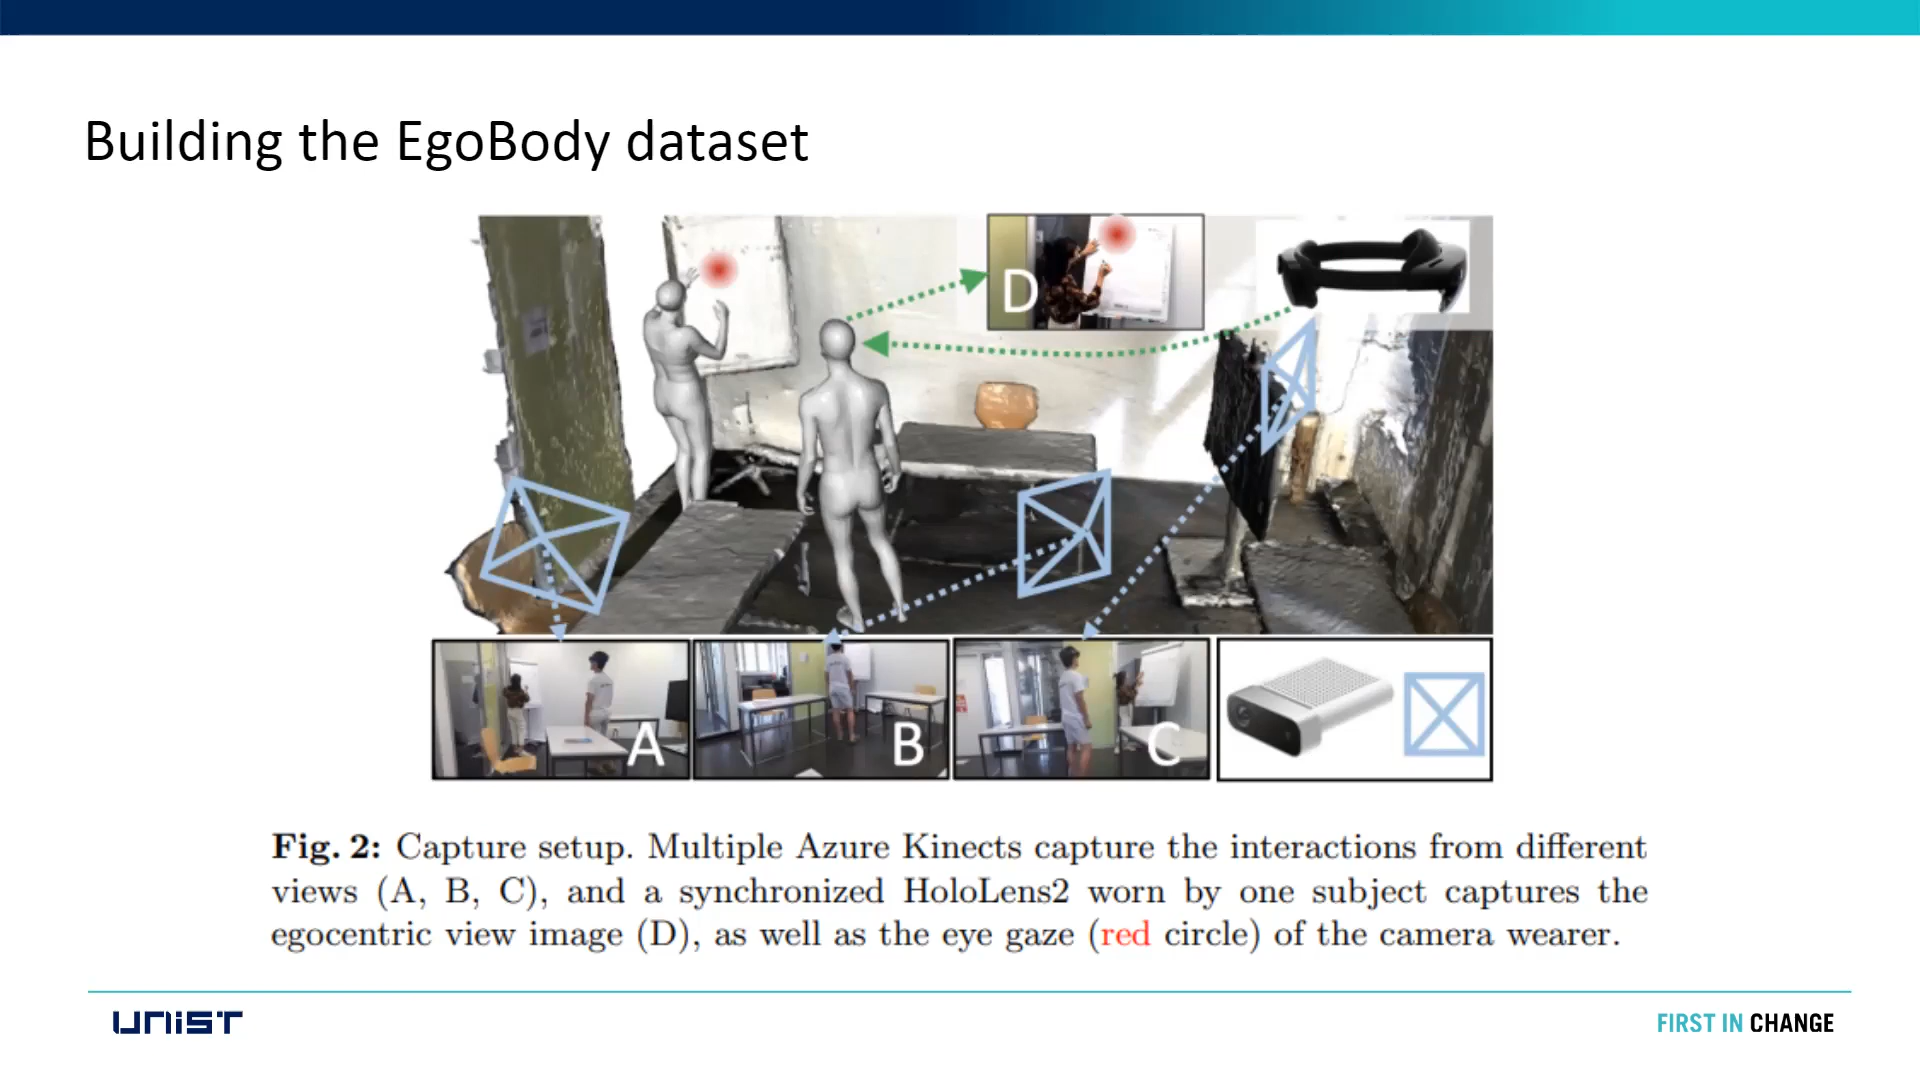 Building the EgoBody dataset
D
A
B
C
Fig. 2: Capture setup. Multiple Azure Kinects capture the interactions from different
views (A, B, C), and a synchronized HoloLens2 worn by one subject captures the
egocentric view image (D), as well as the eye gaze (red circle) of the camera wearer.
UNIST
FIRST IN CHANGE